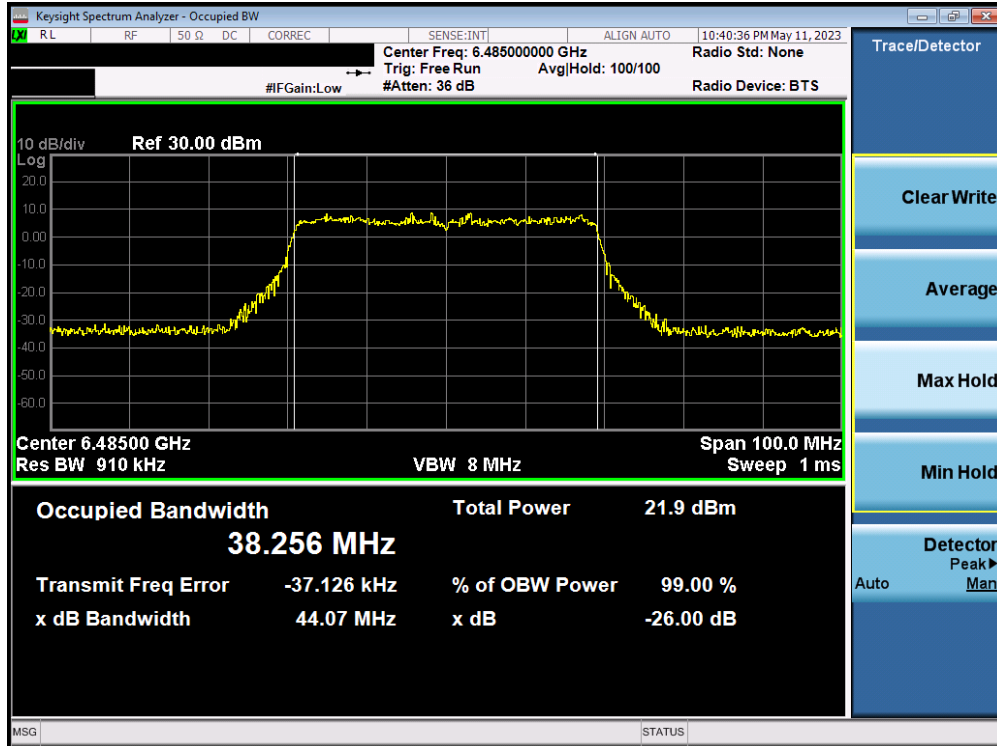 Keysight Spectrum Analyzer - Occupied BW
LXI RL RF 50 Ω DC CORREC SENSE:INT ALIGN AUTO 10:40:36 PM May 11, 2023
Center Freq: 6.485000000 GHz Radio Std: None
Trig: Free Run Avg|Hold: 100/100
#IFGain:Low #Atten: 36 dB Radio Device: BTS
Trace/Detector
10 dB/div Ref 30.00 dBm
Log
20.0
10.0
0.00
-10.0
-20.0
-30.0
-40.0
-50.0
-60.0
Center 6.48500 GHz Span 100.0 MHz
Res BW 910 kHz VBW 8 MHz Sweep 1 ms
Occupied Bandwidth Total Power 21.9 dBm
38.256 MHz
Transmit Freq Error -37.126 kHz % of OBW Power 99.00 %
x dB Bandwidth 44.07 MHz x dB -26.00 dB
Clear Write
Average
Max Hold
Min Hold
Detector
Peak▶
Auto Man
MSG STATUS